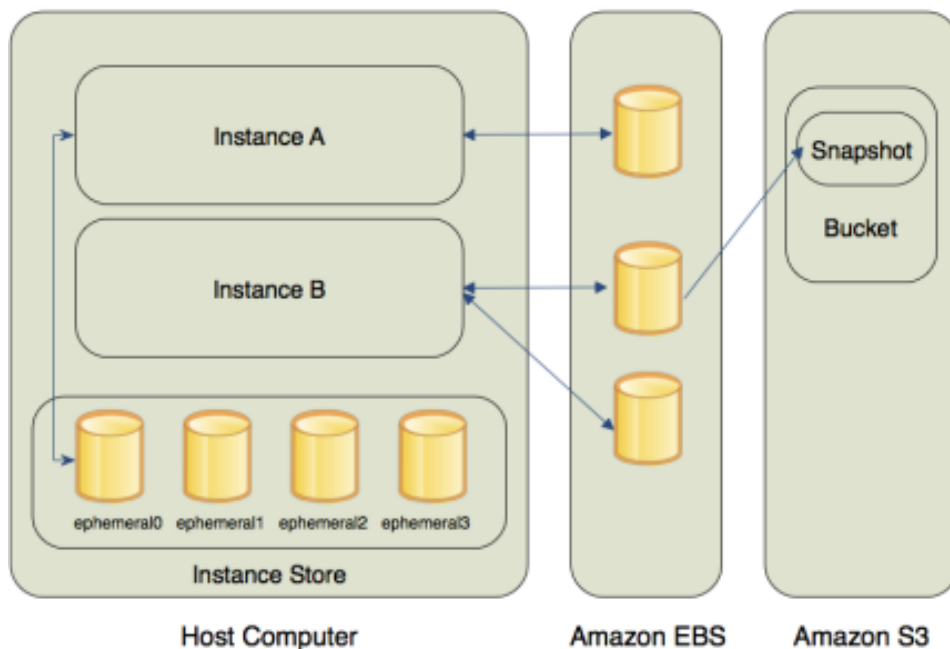 Instance A
Snapshot
Bucket
Instance B
ephemeral0 ephemeral1 ephemeral2 ephemeral3
Instance Store
Host Computer Amazon EBS Amazon S3